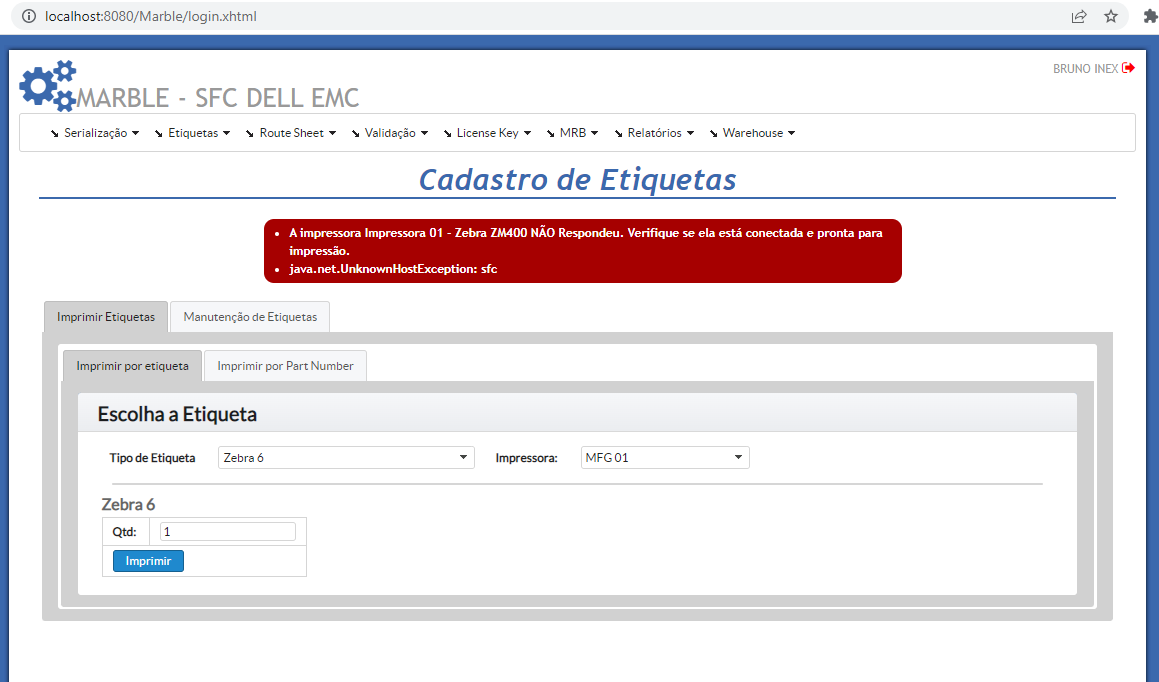 localhost:8080/Marble/login.xhtml
BRUNO INEX
MARBLE - SFC DELL EMC
Serialização Etiquetas Route Sheet Validação License Key MRB Relatórios Warehouse
Cadastro de Etiquetas
A impressora Impressora 01 - Zebra ZM400 NÃO Respondeu. Verifique se ela está conectada e pronta para
impressão.
java.net.UnknownHostException: sfc
Imprimir Etiquetas Manutenção de Etiquetas
Imprimir por etiqueta Imprimir por Part Number
Escolha a Etiqueta
Tipo de Etiqueta Zebra 6 Impressora: MFG 01
Zebra 6
Qtd: 1
Imprimir